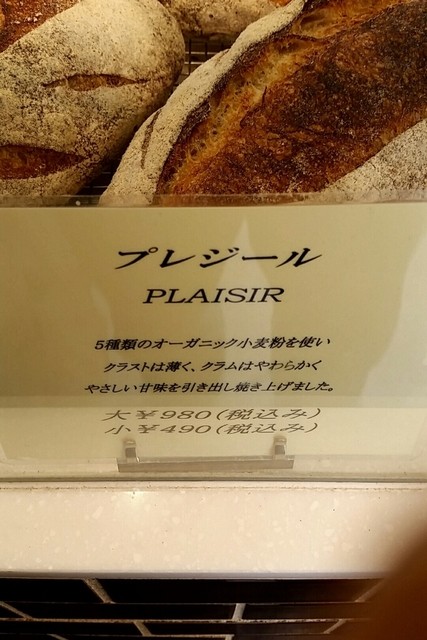 プレジール
PLAISIR
5種類のオーガニック小麦粉を使い
クラストは薄く、クラムはやわらかく
やさしい甘味を引き出し焼き上げました。
大￥980(税込み)
小￥490(税込み)